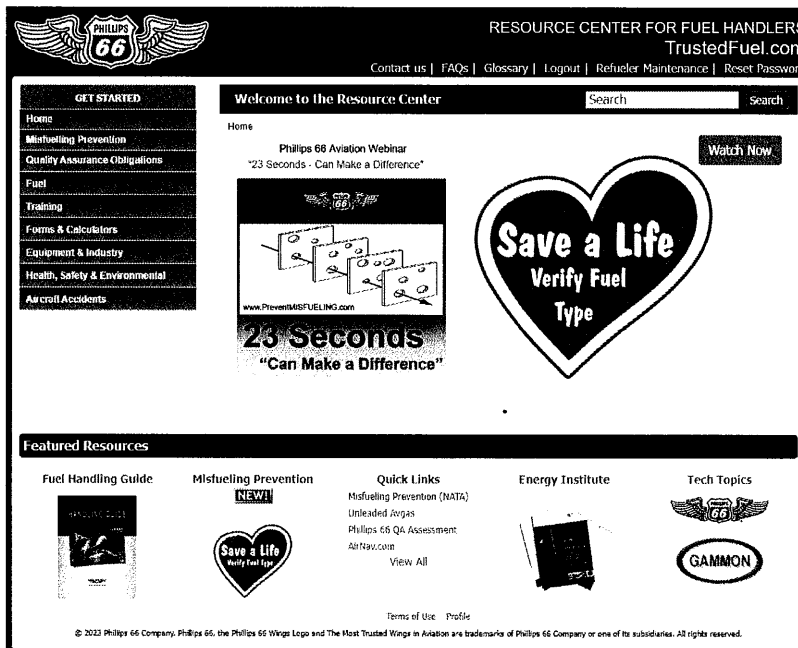 PHILLIPS
66
RESOURCE CENTER FOR FUEL HANDLERS
TrustedFuel.com
Contact us | FAQs | Glossary | Logout | Refueler Maintenance | Reset Passwor
GET STARTED
Home
Misfuelling Prevention
Quality Assurance Obligations
Fuel
Training
Forms & Calculators
Equipment & Industry
Health, Safety & Environmental
Aircraft Accidents
Welcome to the Resource Center
Search
Search
Home
Phillips 66 Aviation Webinar
"23 Seconds - Can Make a Difference"
66
www.PreventMISFUELING.com
23 Seconds
"Can Make a Difference"
Watch Now
Save a Life
Verify Fuel
Type
Featured Resources
Fuel Handling Guide
HANDLING GUIDE
Misfueling Prevention
NEW!
Save a Life
Verify Fuel Type
Quick Links
Misfueling Prevention (NATA)
Unleaded Avgas
Phillips 66 QA Assessment
AirNav.com
View All
Energy Institute
Tech Topics
PHILLIPS
66
GAMMON
Terms of Use Profile
© 2023 Phillips 66 Company. Phillips 66, the Phillips 66 Wings Logo and The Most Trusted Wings in Aviation are trademarks of Phillips 66 Company or one of its subsidiaries. All rights reserved.